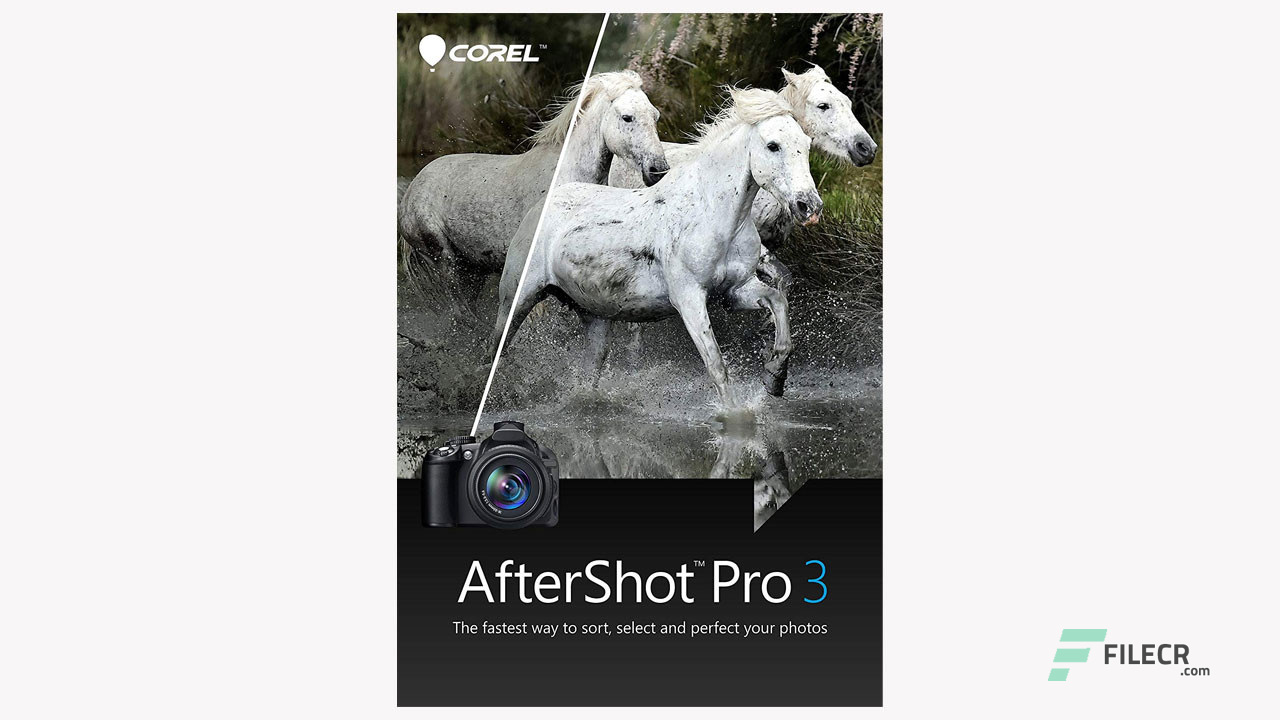 COREL™
AfterShot™ Pro 3
The fastest way to sort, select and perfect your photos
FILECR
.com